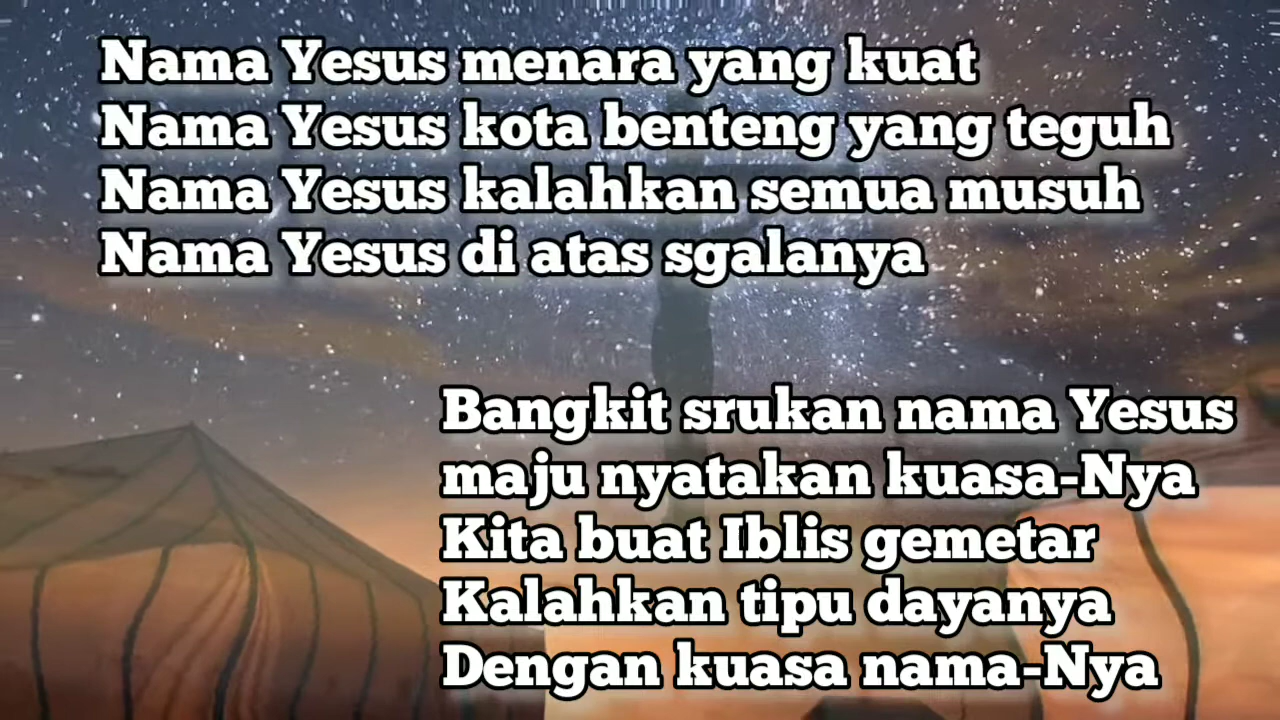 Nama Yesus menara yang kuat
Nama Yesus kota benteng yang teguh
Nama Yesus kalahkan semua musuh
Nama Yesus di atas sgalanya
Bangkit srukan nama Yesus
maju nyatakan kuasa-Nya
Kita buat Iblis gemetar
Kalahkan tipu dayanya
Dengan kuasa nama-Nya